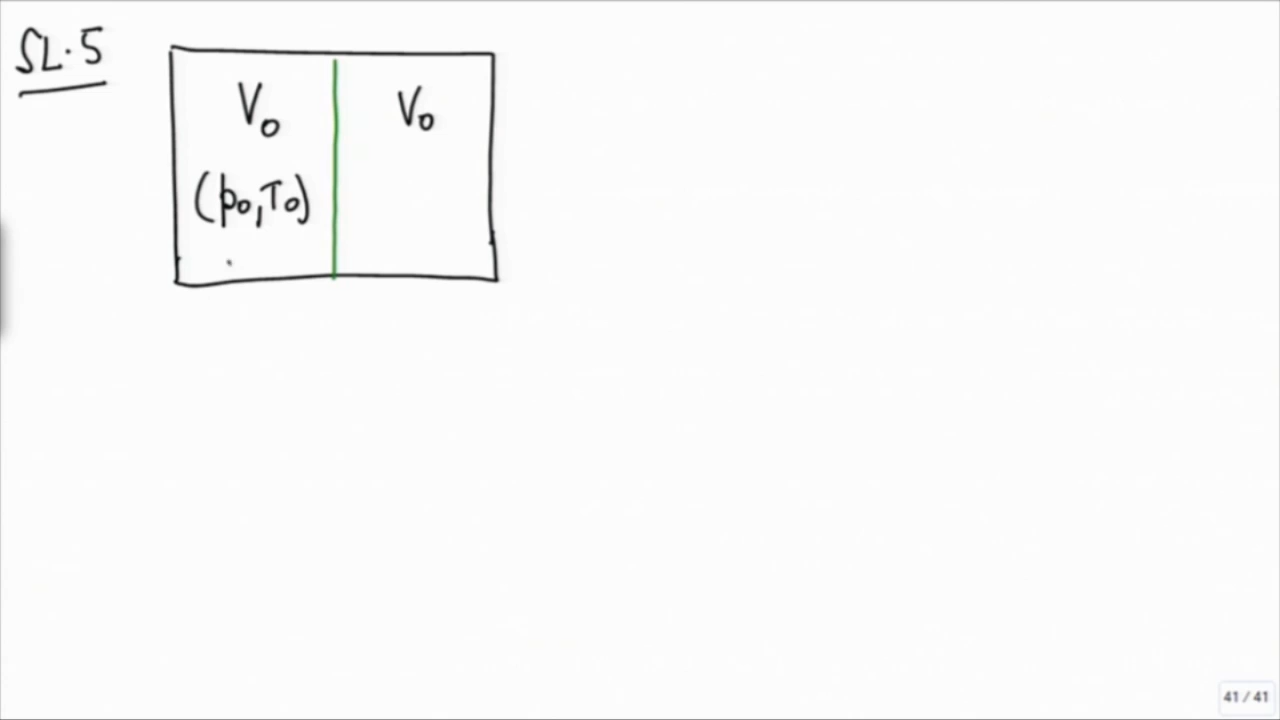 SL.5
V₀ V₀
(p₀,T₀)
41 / 41